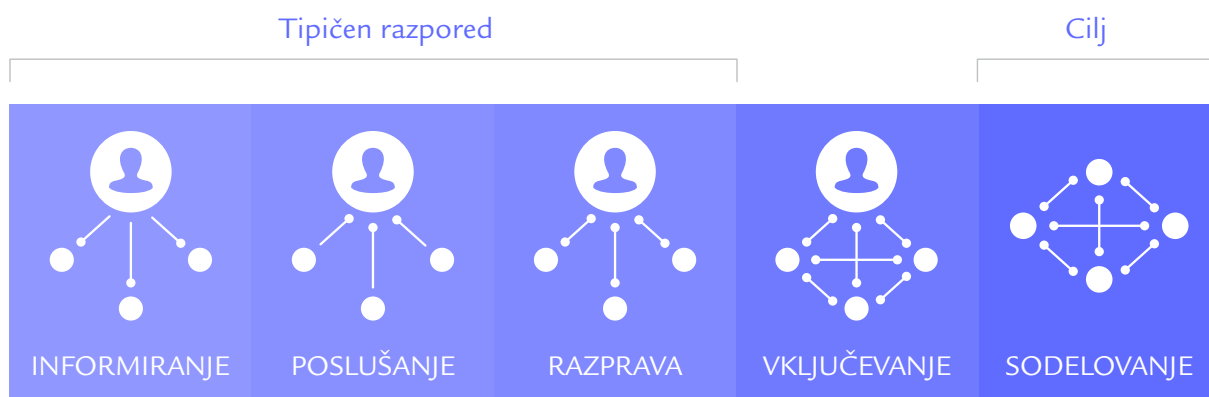 Tipičen razpored
Cilj
INFORMIRANJE
POSLUŠANJE
RAZPRAVA
VKLJUČEVANJE
SODELOVANJE